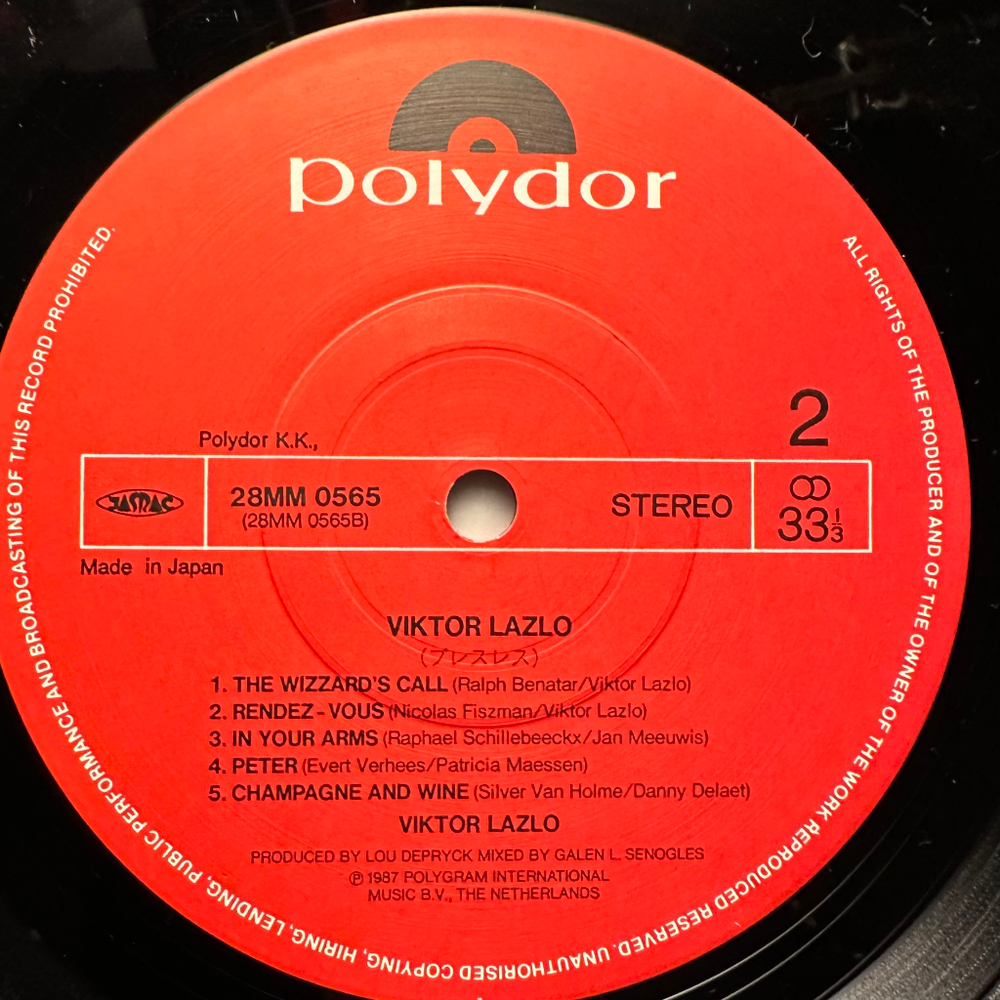 polydor
ALL RIGHTS OF THE PRODUCER AND OF THE OWNER OF THE WORK REPRODUCED RESERVED. UNAUTHORISED COPYING, HIRING, LENDING, PUBLIC PERFORMANCE AND BROADCASTING OF THIS RECORD PROHIBITED.
2
Polydor K.K.,
JASRAC
28MM 0565
(28MM 0565B)
STEREO
33 1/3
Made in Japan
VIKTOR LAZLO
(ブレスレス)
1. THE WIZZARD'S CALL (Ralph Benatar/Viktor Lazlo)
2. RENDEZ-VOUS (Nicolas Fiszman/Viktor Lazlo)
3. IN YOUR ARMS (Raphael Schillebeeckx/Jan Meeuwis)
4. PETER (Evert Verhees/Patricia Maessen)
5. CHAMPAGNE AND WINE (Silver Van Holme/Danny Delaet)
VIKTOR LAZLO
PRODUCED BY LOU DEPRYCK MIXED BY GALEN L. SENOGLES
℗ 1987 POLYGRAM INTERNATIONAL
MUSIC B.V., THE NETHERLANDS